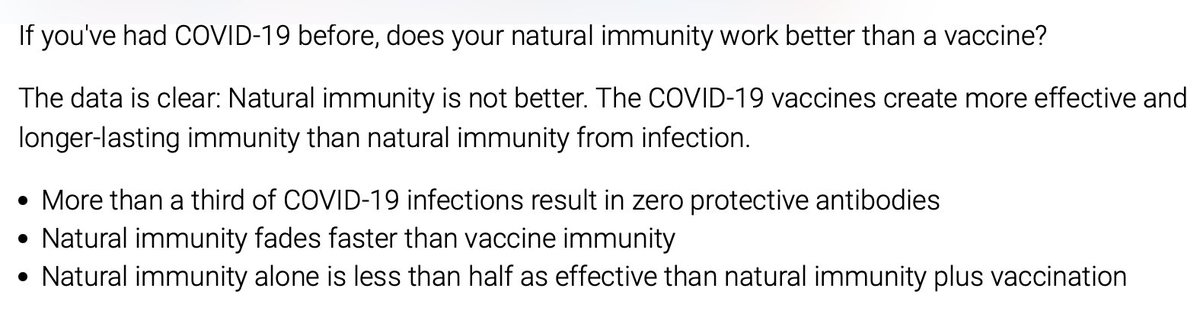 If you've had COVID-19 before, does your natural immunity work better than a vaccine?
The data is clear: Natural immunity is not better. The COVID-19 vaccines create more effective and
longer-lasting immunity than natural immunity from infection.
• More than a third of COVID-19 infections result in zero protective antibodies
• Natural immunity fades faster than vaccine immunity
• Natural immunity alone is less than half as effective than natural immunity plus vaccination